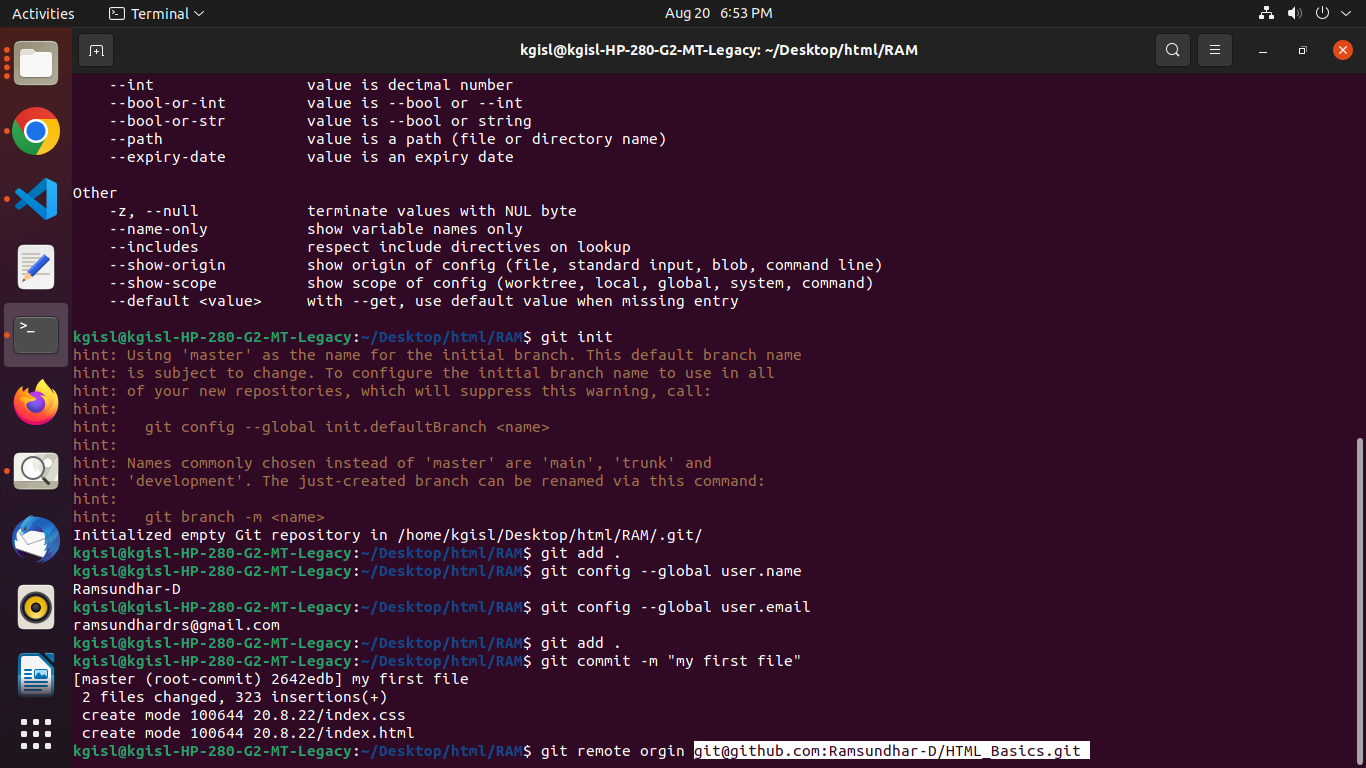 Activities
Terminal
Aug 20 6:53 PM
kgisl@kgisl-HP-280-G2-MT-Legacy: ~/Desktop/html/RAM
--int value is decimal number
--bool-or-int value is --bool or --int
--bool-or-str value is --bool or string
--path value is a path (file or directory name)
--expiry-date value is an expiry date
Other
-z, --null terminate values with NUL byte
--name-only show variable names only
--includes respect include directives on lookup
--show-origin show origin of config (file, standard input, blob, command line)
--show-scope show scope of config (worktree, local, global, system, command)
--default <value> with --get, use default value when missing entry
kgisl@kgisl-HP-280-G2-MT-Legacy:~/Desktop/html/RAM$ git init
hint: Using 'master' as the name for the initial branch. This default branch name
hint: is subject to change. To configure the initial branch name to use in all
hint: of your new repositories, which will suppress this warning, call:
hint:
hint: git config --global init.defaultBranch <name>
hint:
hint: Names commonly chosen instead of 'master' are 'main', 'trunk' and
hint: 'development'. The just-created branch can be renamed via this command:
hint:
hint: git branch -m <name>
Initialized empty Git repository in /home/kgisl/Desktop/html/RAM/.git/
kgisl@kgisl-HP-280-G2-MT-Legacy:~/Desktop/html/RAM$ git add .
kgisl@kgisl-HP-280-G2-MT-Legacy:~/Desktop/html/RAM$ git config --global user.name
Ramsundhar-D
kgisl@kgisl-HP-280-G2-MT-Legacy:~/Desktop/html/RAM$ git config --global user.email
ramsundhardrs@gmail.com
kgisl@kgisl-HP-280-G2-MT-Legacy:~/Desktop/html/RAM$ git add .
kgisl@kgisl-HP-280-G2-MT-Legacy:~/Desktop/html/RAM$ git commit -m "my first file"
[master (root-commit) 2642edb] my first file
2 files changed, 323 insertions(+)
create mode 100644 20.8.22/index.css
create mode 100644 20.8.22/index.html
kgisl@kgisl-HP-280-G2-MT-Legacy:~/Desktop/html/RAM$ git remote orgin git@github.com:Ramsundhar-D/HTML_Basics.git